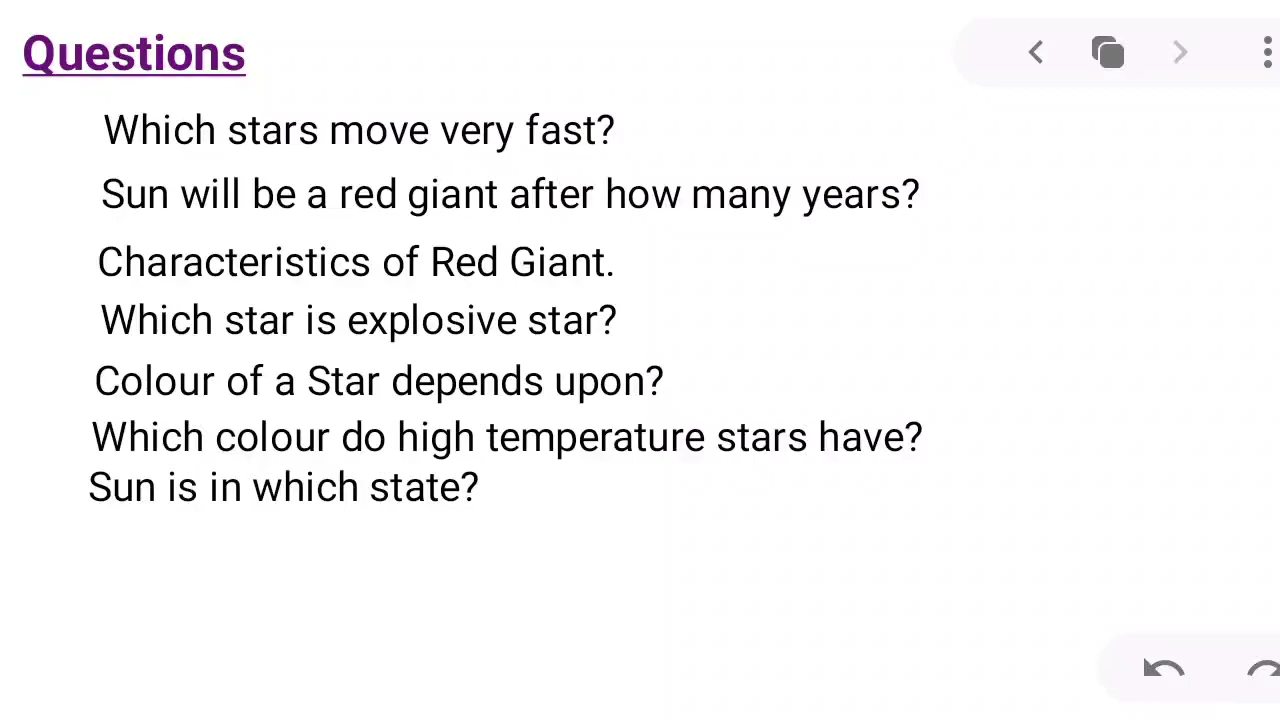 Questions
Which stars move very fast?
Sun will be a red giant after how many years?
Characteristics of Red Giant.
Which star is explosive star?
Colour of a Star depends upon?
Which colour do high temperature stars have?
Sun is in which state?